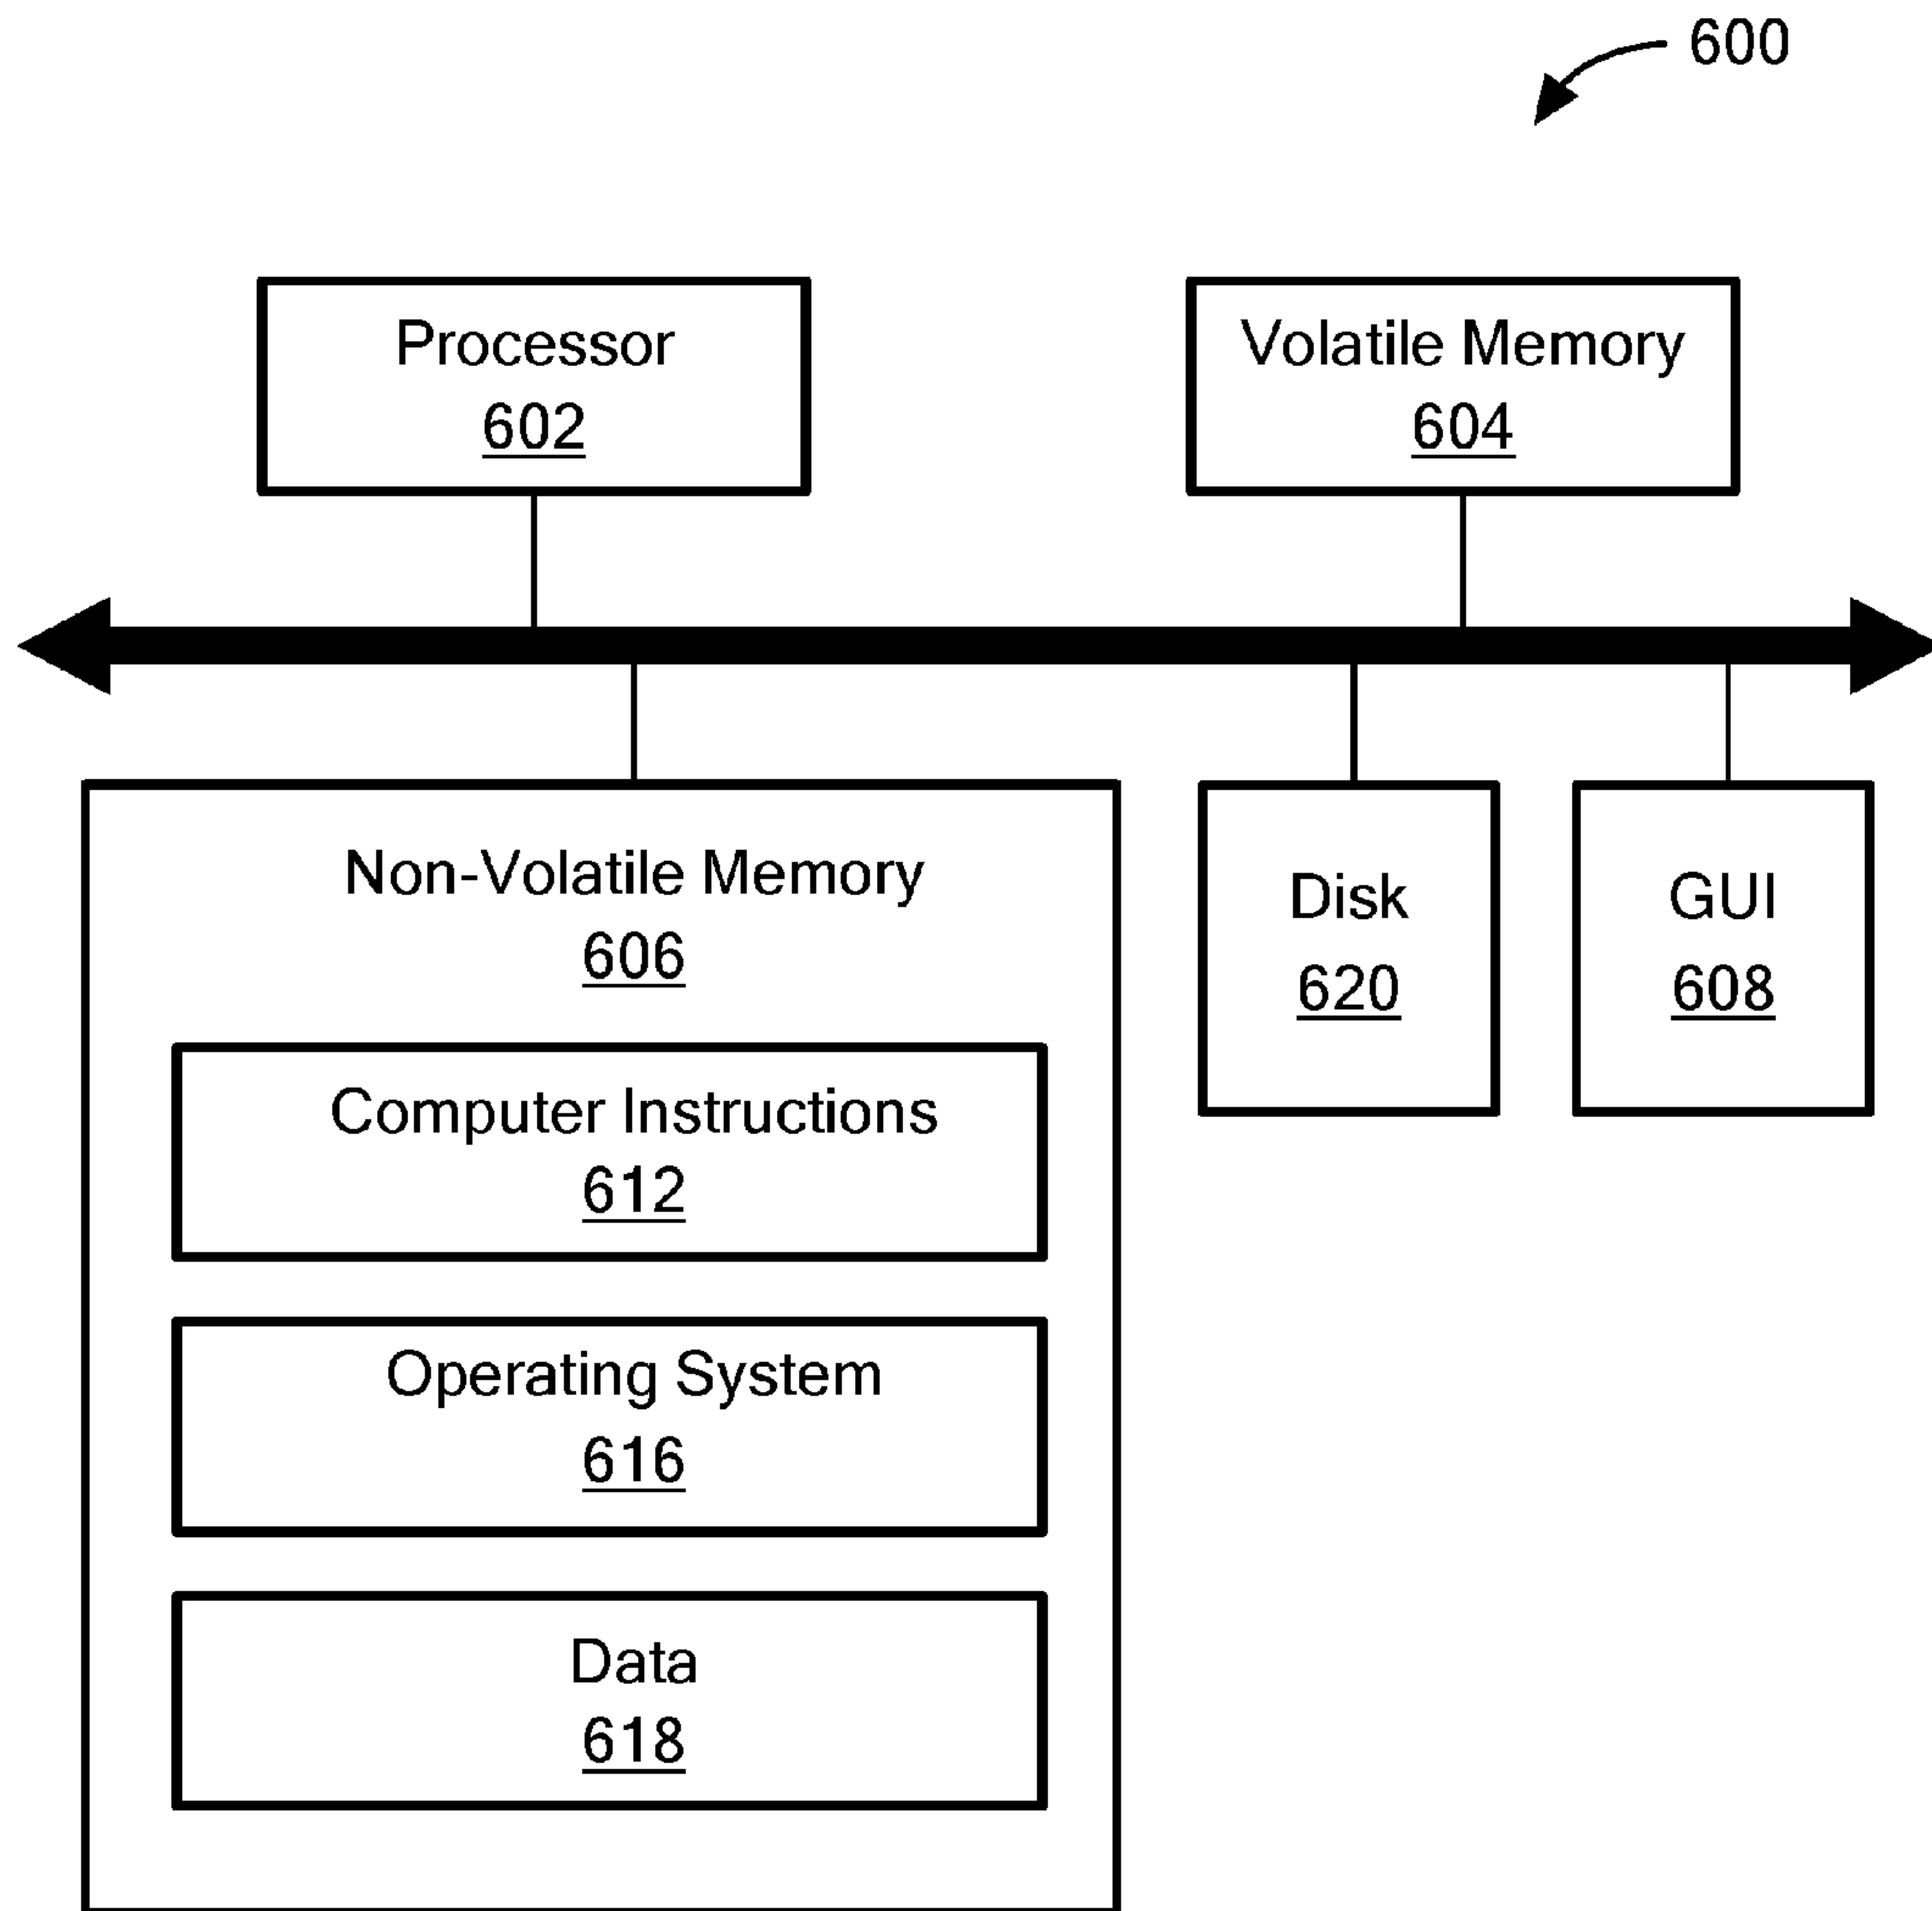 600
Processor
602
Volatile Memory
604
Non-Volatile Memory
606
Computer Instructions
612
Operating System
616
Data
618
Disk
620
GUI
608